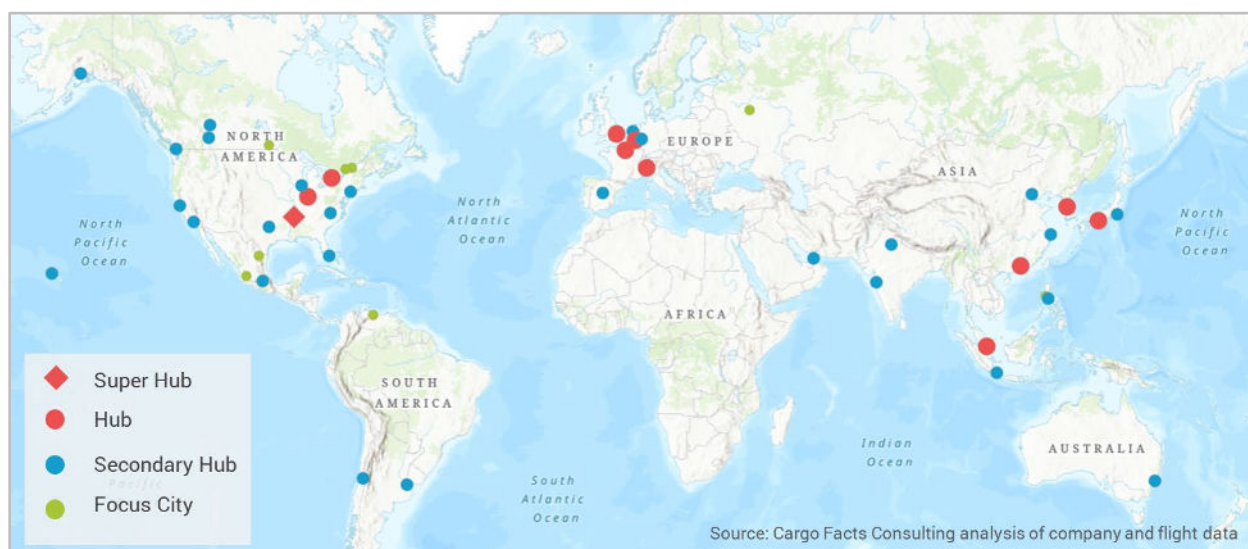 NORTH
AMERICA
EUROPE
ASIA
North
Pacific
Ocean
North
Atlantic
Ocean
North
Pacific
Ocean
AFRICA
SOUTH
AMERICA
Indian
Ocean
AUSTRALIA
South
Atlantic
Ocean
Super Hub
Hub
Secondary Hub
Focus City
Source: Cargo Facts Consulting analysis of company and flight data